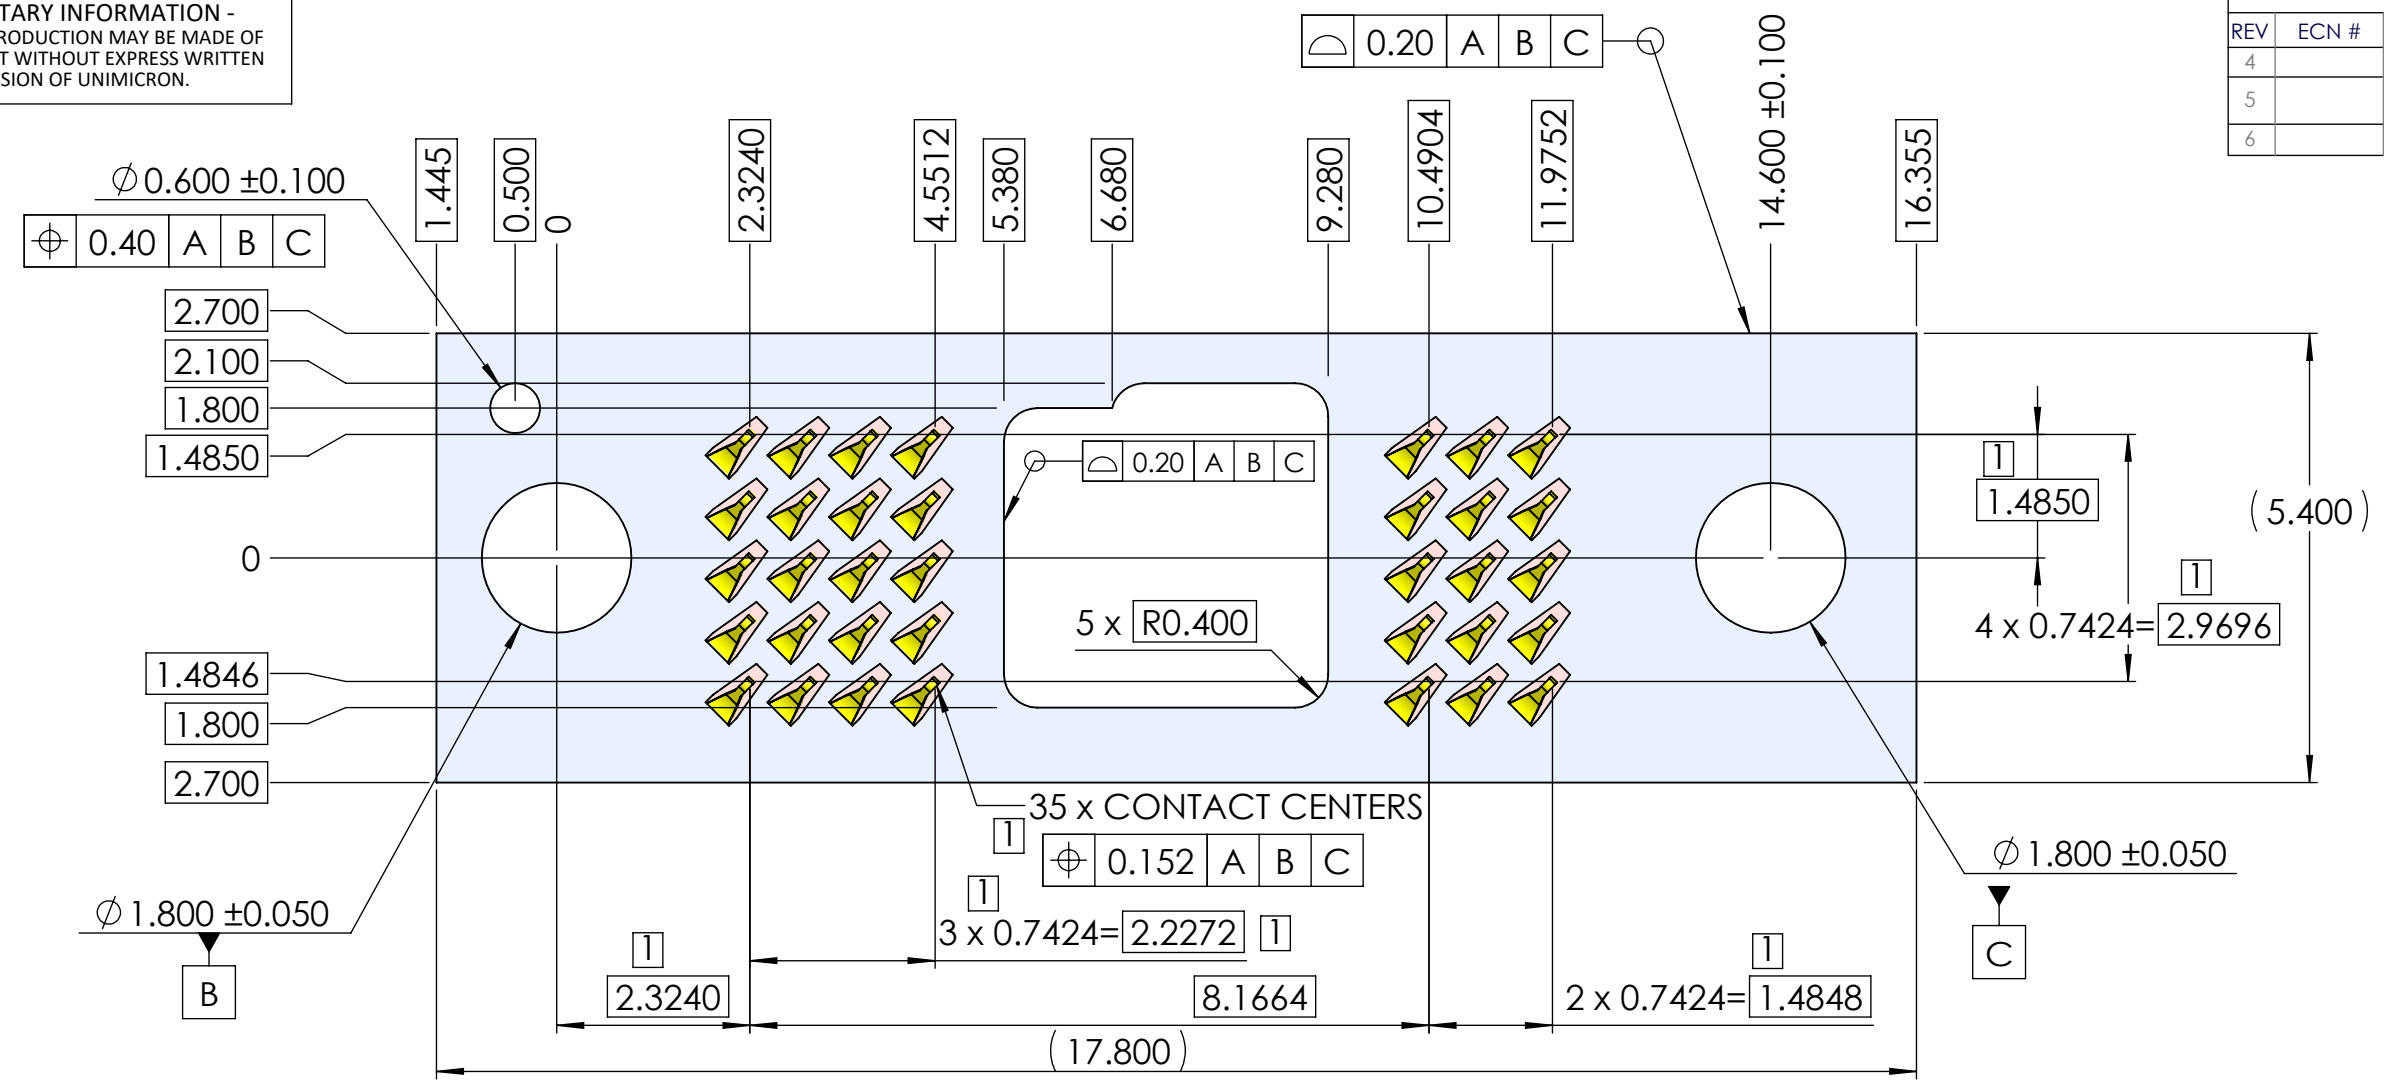 TARY INFORMATION -
RODUCTION MAY BE MADE OF
T WITHOUT EXPRESS WRITTEN
SION OF UNIMICRON.
REV ECN #
4
5
6
0.20 A B C
1.445
0.500
0
2.3240
4.5512
5.380
6.680
9.280
10.4904
11.9752
14.600 ±0.100
16.355
∅ 0.600 ±0.100
⌖ 0.40 A B C
2.700
2.100
1.800
1.4850
0
1.4846
1.800
2.700
⌓ 0.20 A B C
5 x R0.400
1
1.4850
(5.400)
1
4 x 0.7424= 2.9696
35 x CONTACT CENTERS
1
⌖ 0.152 A B C
∅ 1.800 ±0.050
B
∅ 1.800 ±0.050
C
1
3 x 0.7424= 2.2272 1
1
2.3240
8.1664
1
2 x 0.7424= 1.4848
(17.800)